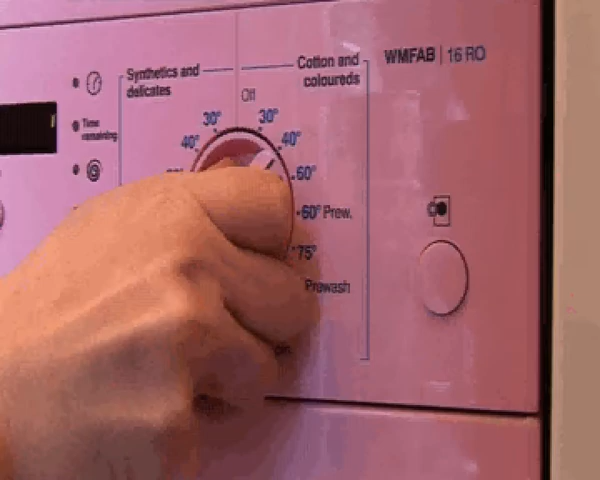 Synthetics and
delicates
Cotton and
coloureds
WMFAB | 16 RO
Off
30°
30°
40°
40°
60°
Time
remaining
60° Prew.
75°
Prewash